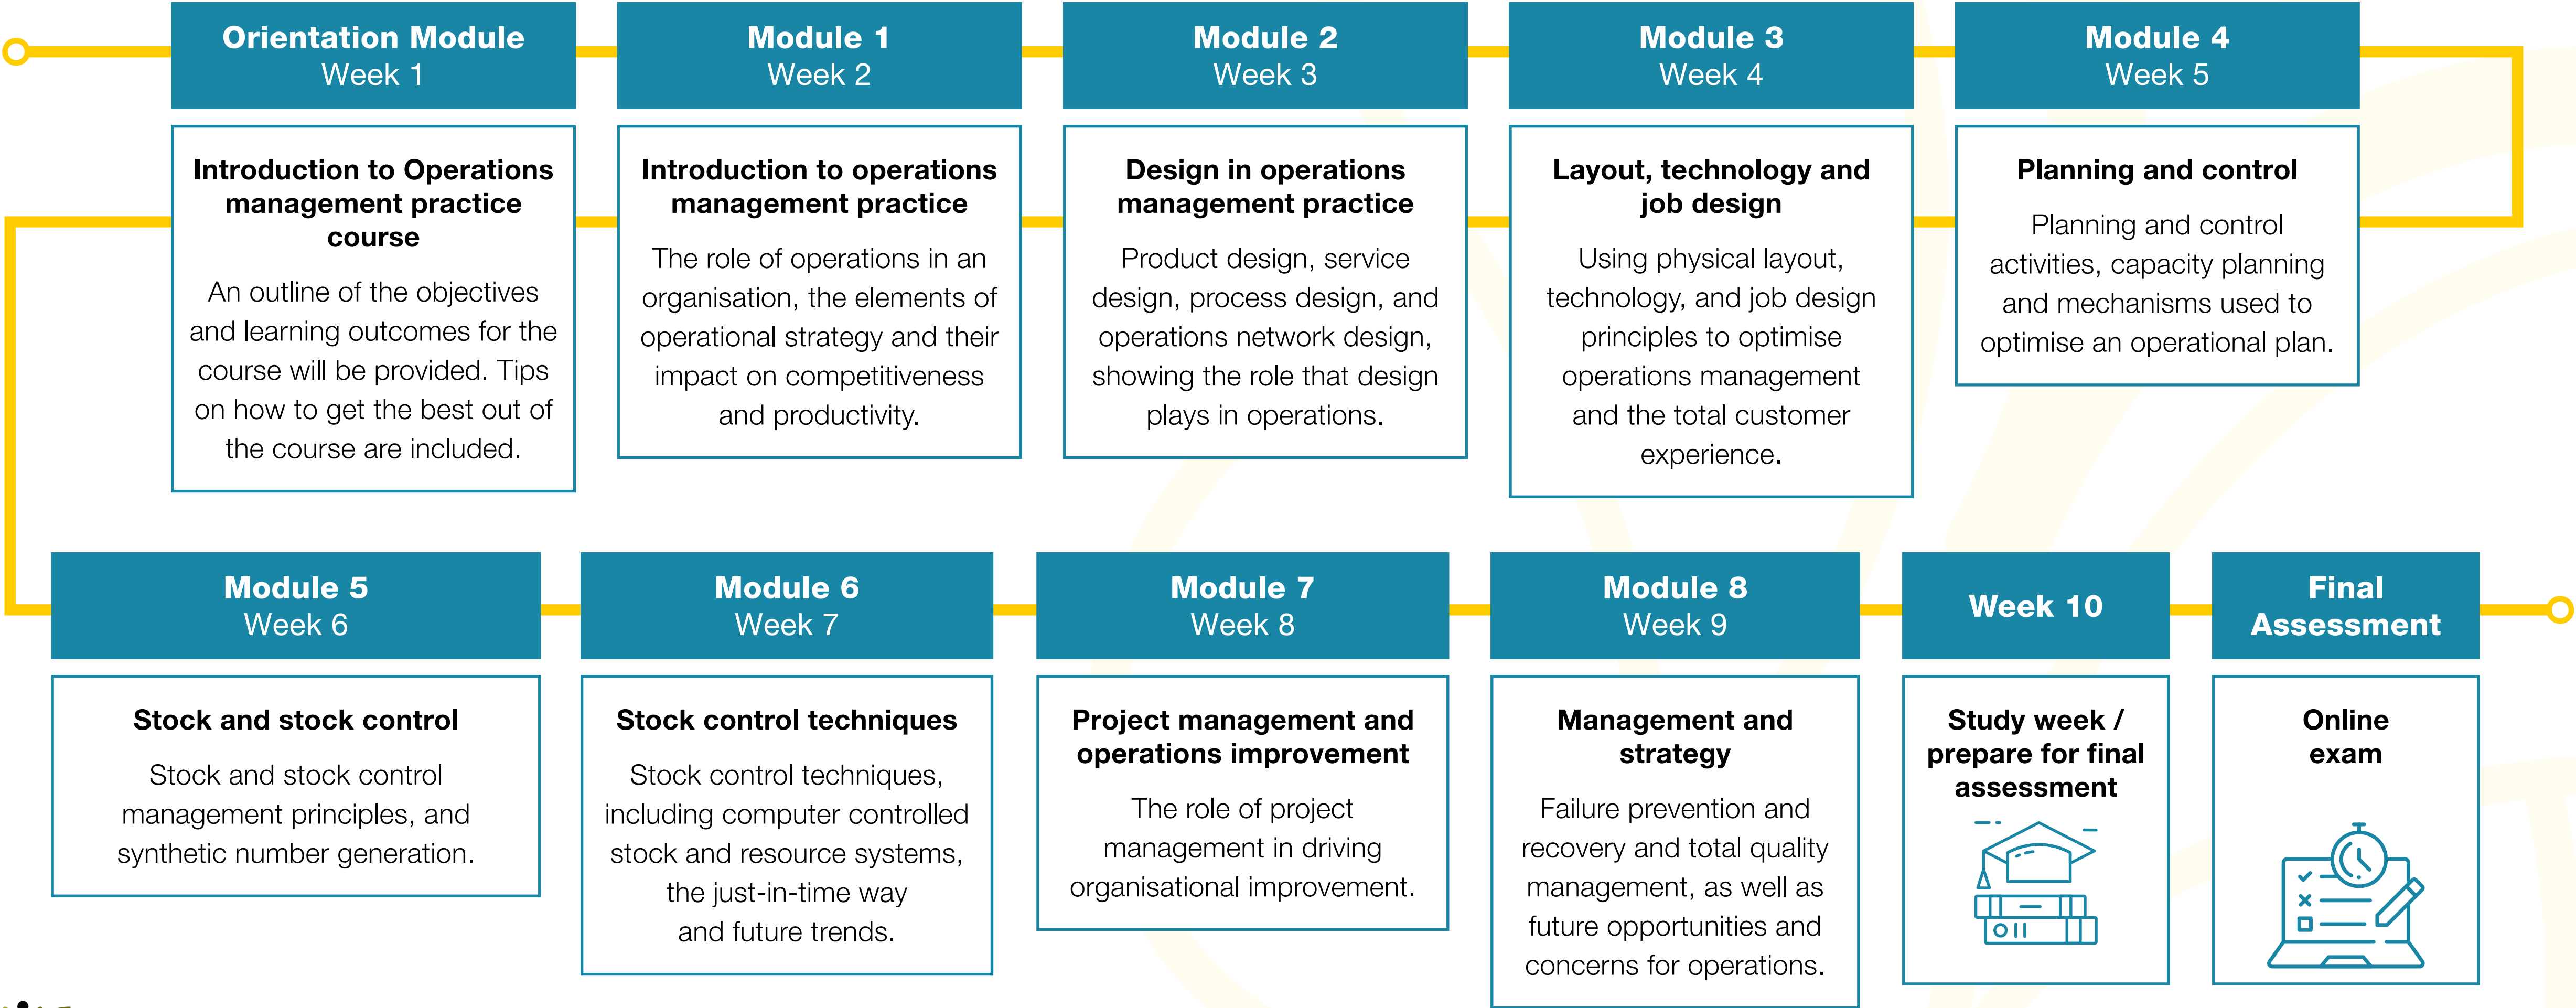 Orientation Module
Week 1
Introduction to Operations
management practice
course
An outline of the objectives
and learning outcomes for the
course will be provided. Tips
on how to get the best out of
the course are included.
Module 1
Week 2
Introduction to operations
management practice
The role of operations in an
organisation, the elements of
operational strategy and their
impact on competitiveness
and productivity.
Module 2
Week 3
Design in operations
management practice
Product design, service
design, process design, and
operations network design,
showing the role that design
plays in operations.
Module 3
Week 4
Layout, technology and
job design
Using physical layout,
technology, and job design
principles to optimise
operations management
and the total customer
experience.
Module 4
Week 5
Planning and control
Planning and control
activities, capacity planning
and mechanisms used to
optimise an operational plan.
Module 5
Week 6
Stock and stock control
Stock and stock control
management principles, and
synthetic number generation.
Module 6
Week 7
Stock control techniques
Stock control techniques,
including computer controlled
stock and resource systems,
the just-in-time way
and future trends.
Module 7
Week 8
Project management and
operations improvement
The role of project
management in driving
organisational improvement.
Module 8
Week 9
Management and
strategy
Failure prevention and
recovery and total quality
management, as well as
future opportunities and
concerns for operations.
Week 10
Study week /
prepare for final
assessment
Final
Assessment
Online
exam